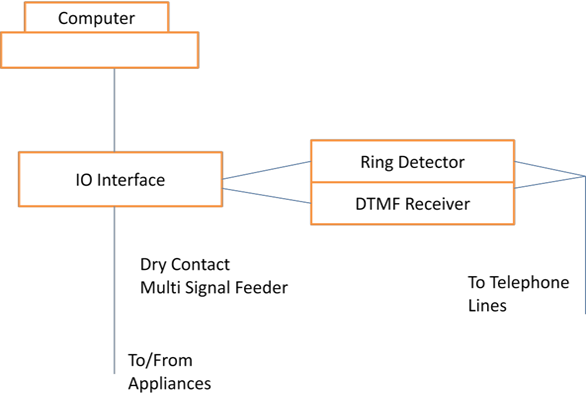 Computer
IO Interface
Ring Detector
DTMF Receiver
Dry Contact
Multi Signal Feeder
To Telephone
Lines
To/From
Appliances